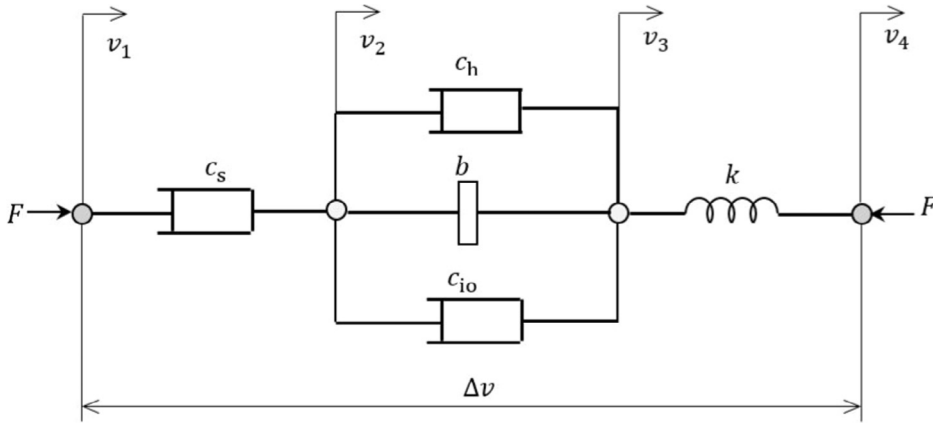 v₁
v₂
v₃
v₄
cₕ
cₛ
b
k
F
F
cᵢₒ
Δv